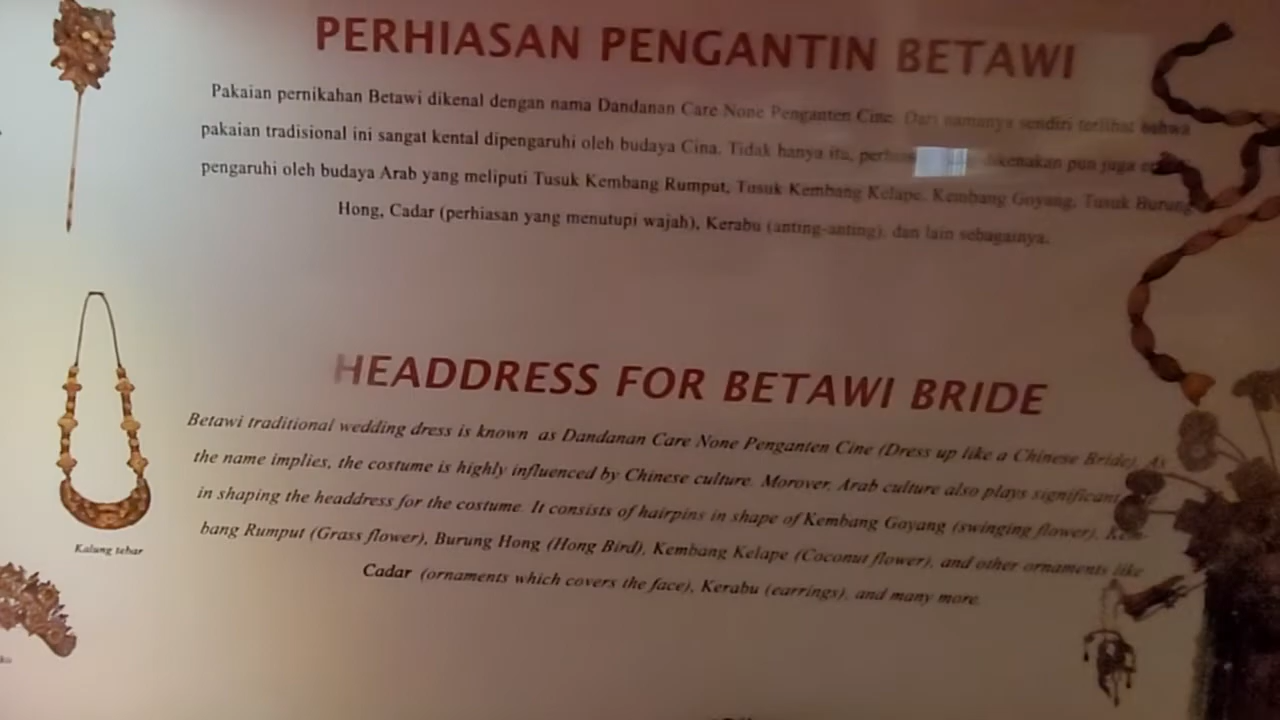 PERHIASAN PENGANTIN BETAWI
Pakaian pernikahan Betawi dikenal dengan nama Dandanan Care None Penganten Cine. Dari namanya sendiri terlihat bahwa
pakaian tradisional ini sangat kental dipengaruhi oleh budaya Cina. Tidak hanya itu, kenakan pun juga
pengaruhi oleh budaya Arab yang meliputi Tusuk Kembang Rumput, Tusuk Kembang Kelape, Kembang Goyang, Tusuk Burung
Hong, Cadar (perhiasan yang menutupi wajah), Kerabu (anting-anting), dan lain sebagainya.
HEADDRESS FOR BETAWI BRIDE
Betawi traditional wedding dress is known as Dandanan Care None Penganten Cine (Dress up like a Chinese Bride). As
the name implies, the costume is highly influenced by Chinese culture. Morover, Arab culture also plays significant
in shaping the headdress for the costume. It consists of hairpins in shape of Kembang Goyang (swinging flower), Kem-
bang Rumput (Grass flower), Burung Hong (Hong Bird), Kembang Kelape (Coconut flower), and other ornaments like
Cadar (ornaments which covers the face), Kerabu (earrings), and many more.
Kalung tebar